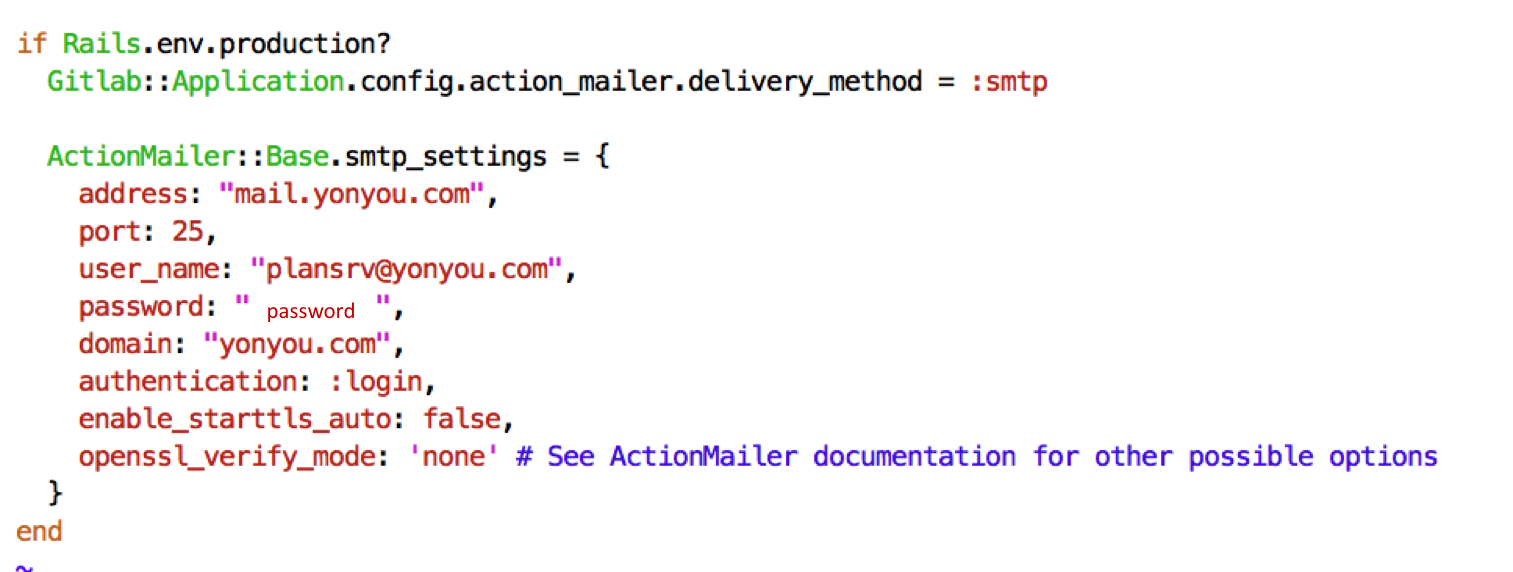 if Rails.env.production?
  Gitlab::Application.config.action_mailer.delivery_method = :smtp

  ActionMailer::Base.smtp_settings = {
    address: "mail.yonyou.com",
    port: 25,
    user_name: "plansrv@yonyou.com",
    password: " password ",
    domain: "yonyou.com",
    authentication: :login,
    enable_starttls_auto: false,
    openssl_verify_mode: 'none' # See ActionMailer documentation for other possible options
  }
end
~